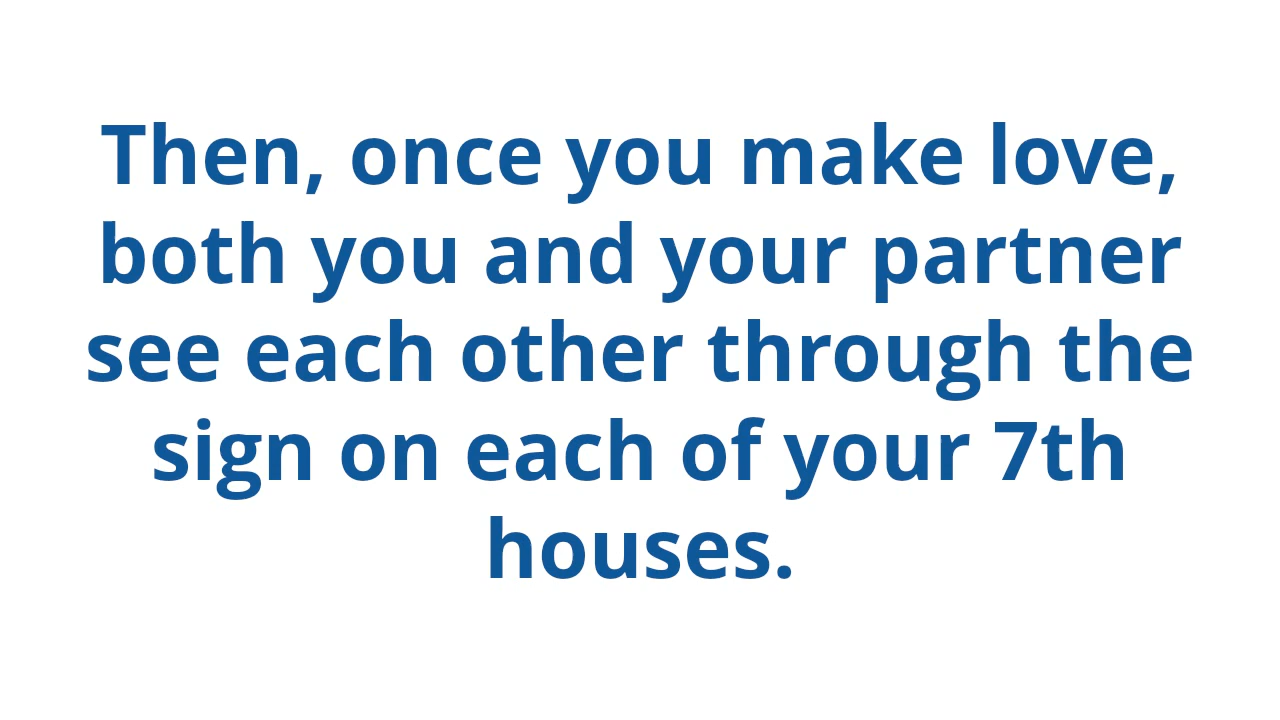 Then, once you make love,
both you and your partner
see each other through the
sign on each of your 7th
houses.